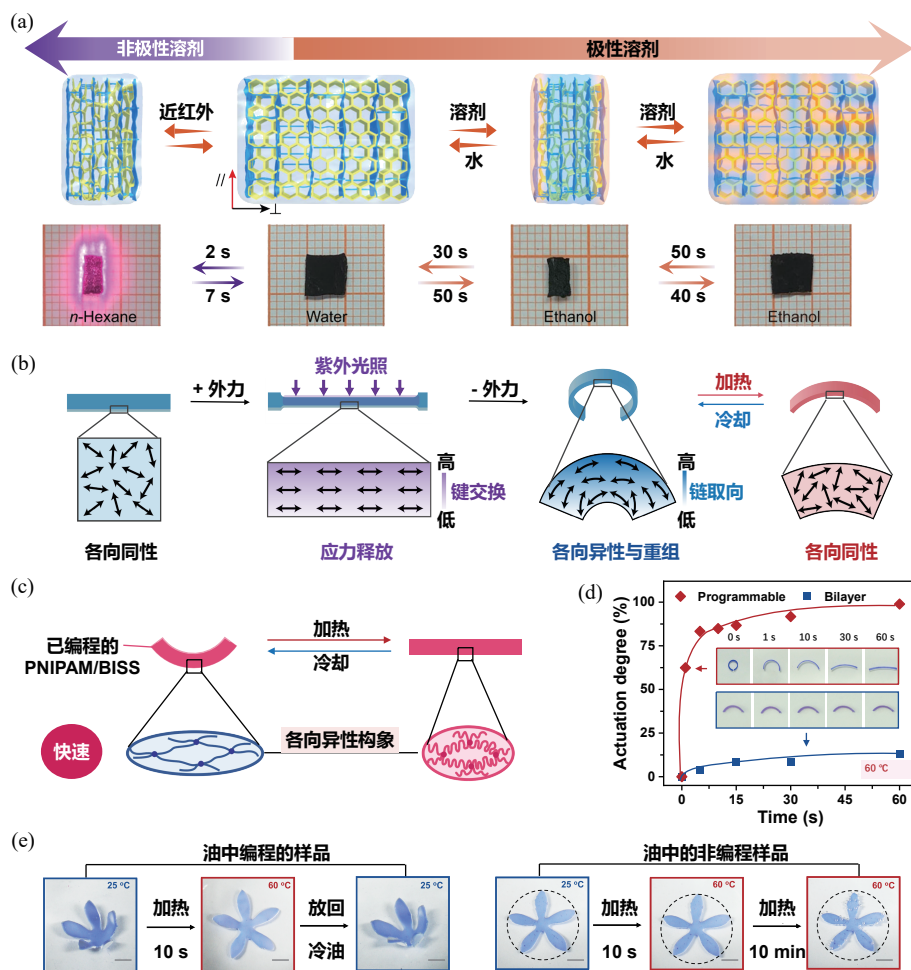 (a)
非极性溶剂
极性溶剂
近红外
溶剂
水
溶剂
水
//
⊥
2 s
7 s
30 s
50 s
50 s
40 s
n-Hexane
Water
Ethanol
Ethanol
(b)
紫外光照
+ 外力
- 外力
加热
冷却
高
键交换
低
高
链取向
低
各向同性
应力释放
各向异性与重组
各向同性
(c)
已编程的
PNIPAM/BISS
加热
冷却
快速
各向异性构象
(d)
Programmable
Bilayer
Actuation degree (%)
100
75
50
25
0
0 s
1 s
10 s
30 s
60 s
60 ℃
0
15
30
45
60
Time (s)
(e)
油中编程的样品
25 ℃
加热
10 s
60 ℃
放回
冷油
25 ℃
油中的非编程样品
25 ℃
加热
10 s
60 ℃
加热
10 min
60 ℃